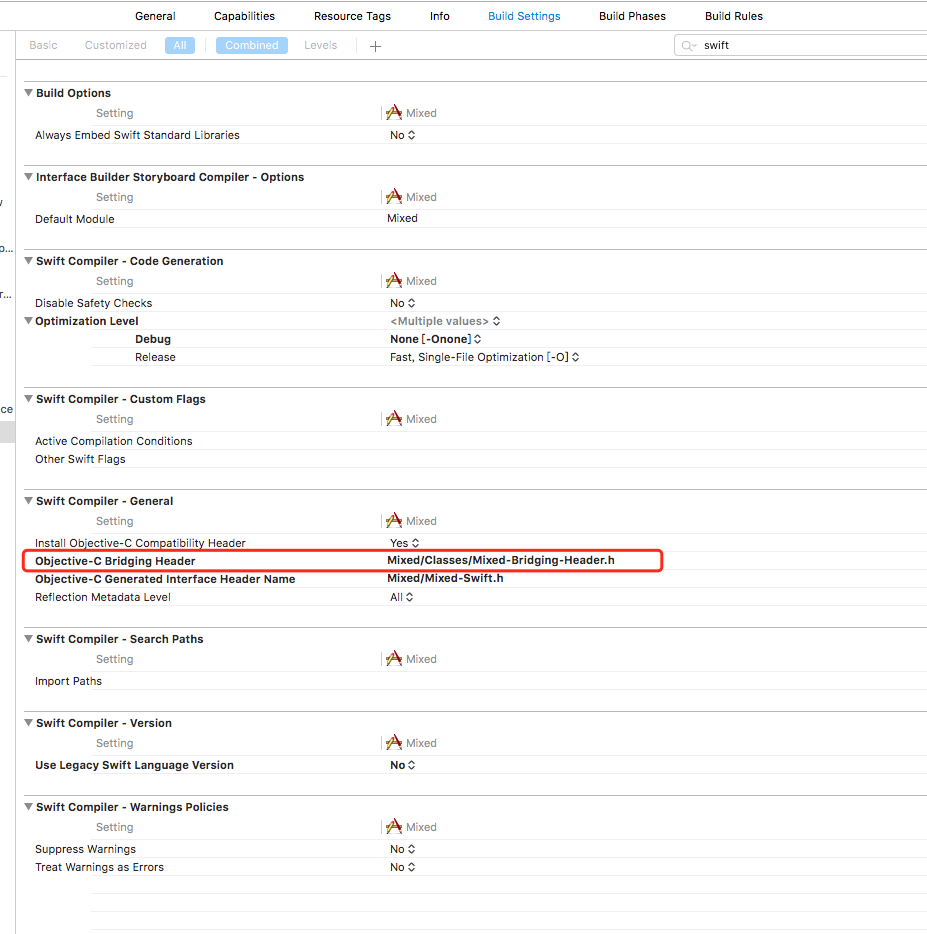 General Capabilities Resource Tags Info Build Settings Build Phases Build Rules
Basic Customized All Combined Levels + swift
Build Options
Setting Mixed
Always Embed Swift Standard Libraries No
Interface Builder Storyboard Compiler - Options
Setting Mixed
Default Module Mixed
Swift Compiler - Code Generation
Setting Mixed
Disable Safety Checks No
Optimization Level <Multiple values>
Debug None [-Onone]
Release Fast, Single-File Optimization [-O]
Swift Compiler - Custom Flags
ce
Setting Mixed
Active Compilation Conditions
Other Swift Flags
Swift Compiler - General
Setting Mixed
Install Objective-C Compatibility Header Yes
Objective-C Bridging Header Mixed/Classes/Mixed-Bridging-Header.h
Objective-C Generated Interface Header Name Mixed/Mixed-Swift.h
Reflection Metadata Level All
Swift Compiler - Search Paths
Setting Mixed
Import Paths
Swift Compiler - Version
Setting Mixed
Use Legacy Swift Language Version No
Swift Compiler - Warnings Policies
Setting Mixed
Suppress Warnings No
Treat Warnings as Errors No